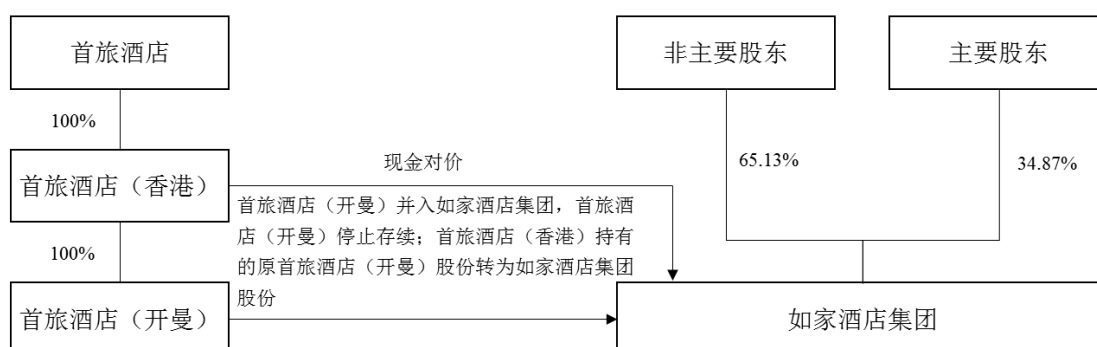 首旅酒店
非主要股东
主要股东
100%
现金对价
65.13%
34.87%
首旅酒店（香港）
首旅酒店（开曼）并入如家酒店集团，首旅酒
店（开曼）停止存续；首旅酒店（香港）持有
的原首旅酒店（开曼）股份转为如家酒店集团
股份
100%
首旅酒店（开曼）
如家酒店集团